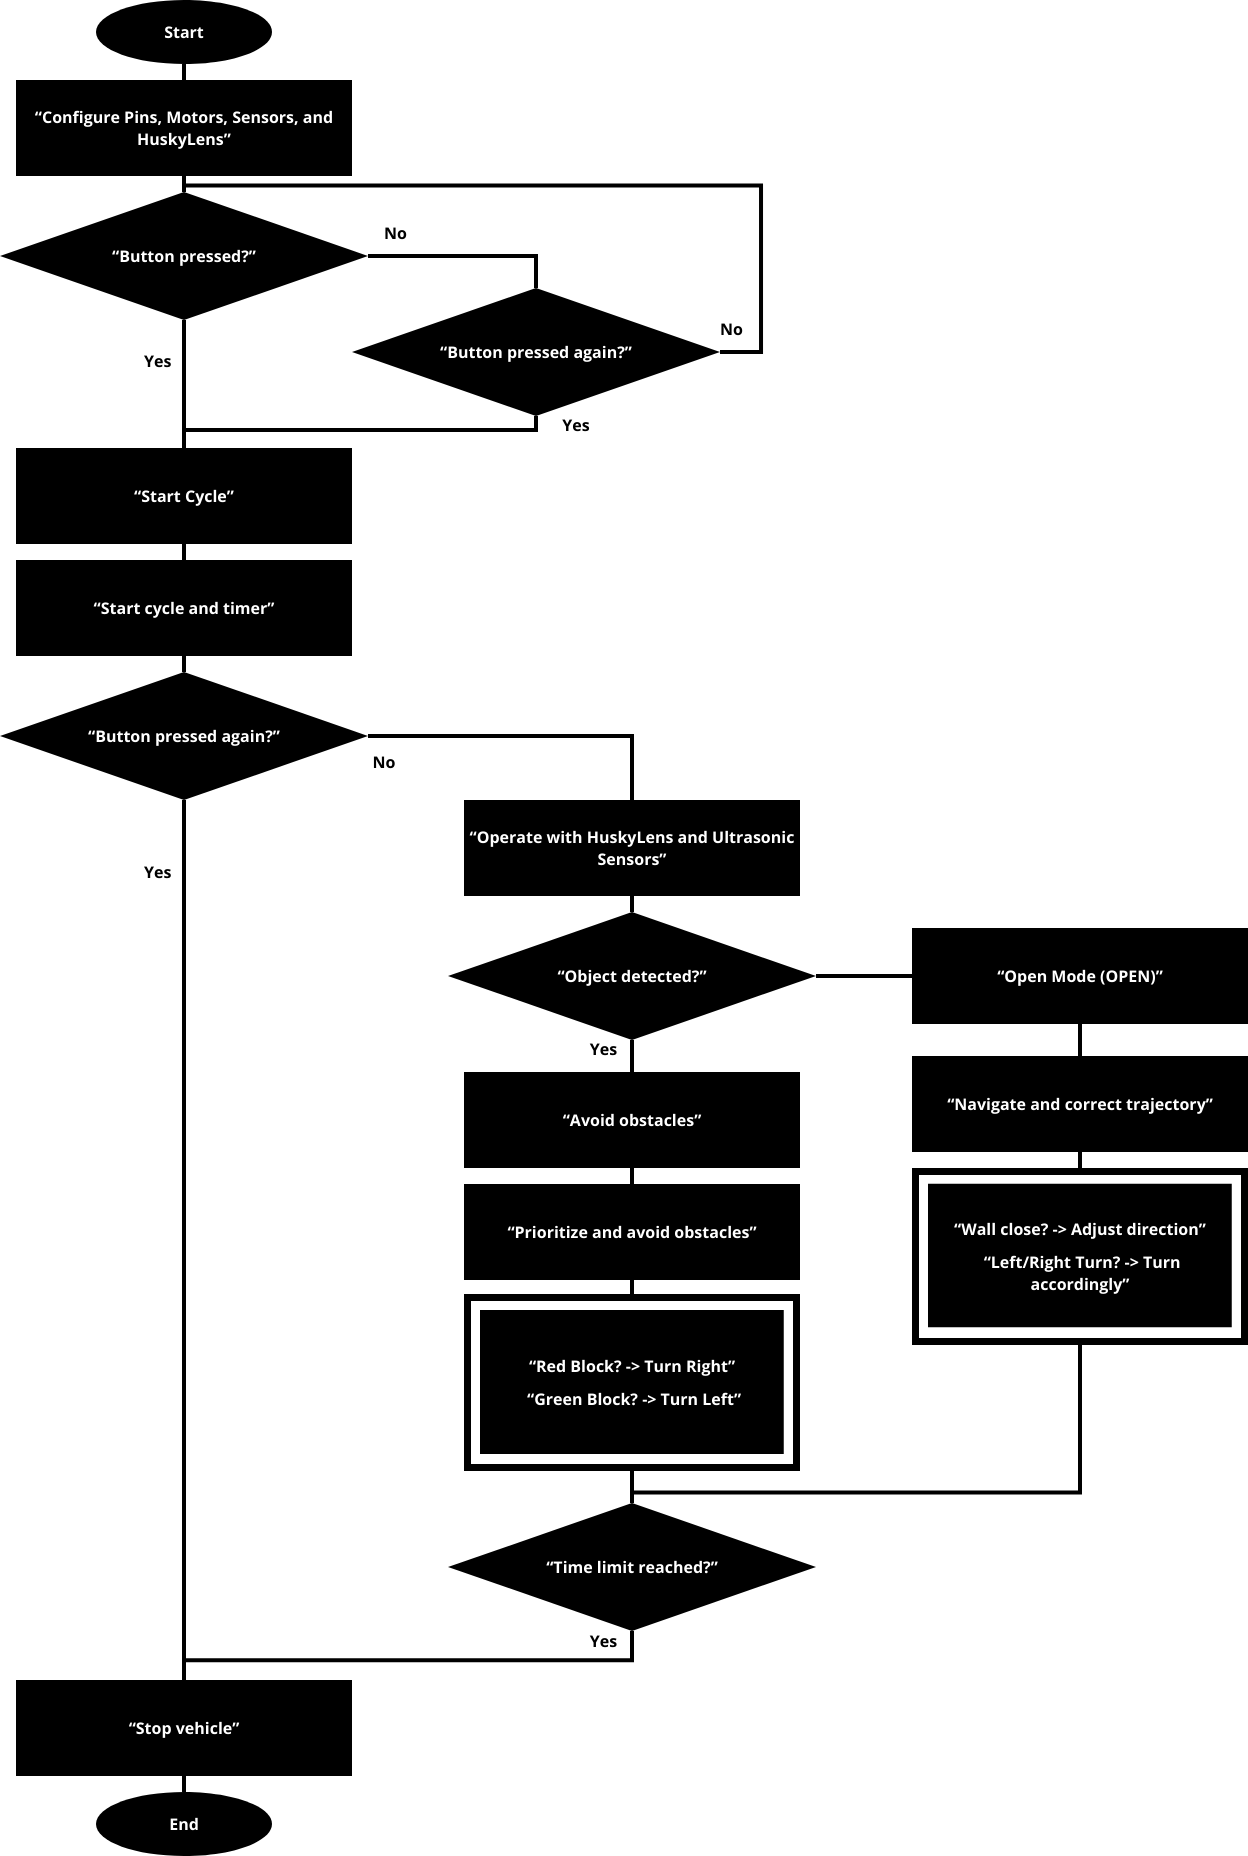 Start
“Configure Pins, Motors, Sensors, and
HuskyLens”
“Button pressed?”
No
“Button pressed again?”
No
Yes
Yes
“Start Cycle”
“Start cycle and timer”
“Button pressed again?”
No
Yes
“Operate with HuskyLens and Ultrasonic
Sensors”
“Object detected?”
“Open Mode (OPEN)”
Yes
“Avoid obstacles”
“Navigate and correct trajectory”
“Prioritize and avoid obstacles”
“Wall close? -> Adjust direction”
“Left/Right Turn? -> Turn
accordingly”
“Red Block? -> Turn Right”
“Green Block? -> Turn Left”
“Time limit reached?”
Yes
“Stop vehicle”
End